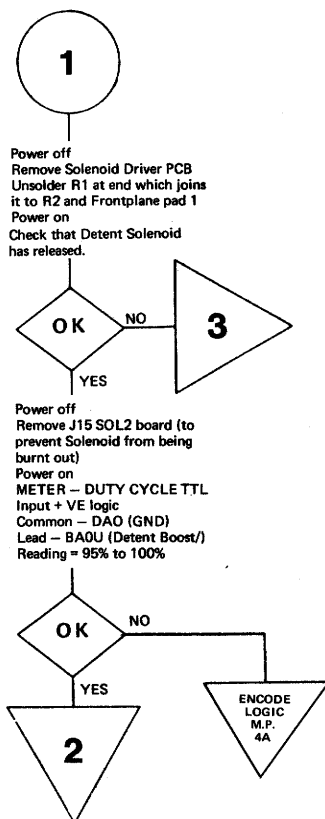 1
Power off
Remove Solenoid Driver PCB
Unsolder R1 at end which joins
it to R2 and Frontplane pad 1
Power on
Check that Detent Solenoid
has released.
OK
NO
3
YES
Power off
Remove J15 SOL2 board (to
prevent Solenoid from being
burnt out)
Power on
METER – DUTY CYCLE TTL
Input + VE logic
Common – DAO (GND)
Lead – BA0U (Detent Boost/)
Reading = 95% to 100%
OK
NO
YES
2
ENCODE
LOGIC
M.P.
4A